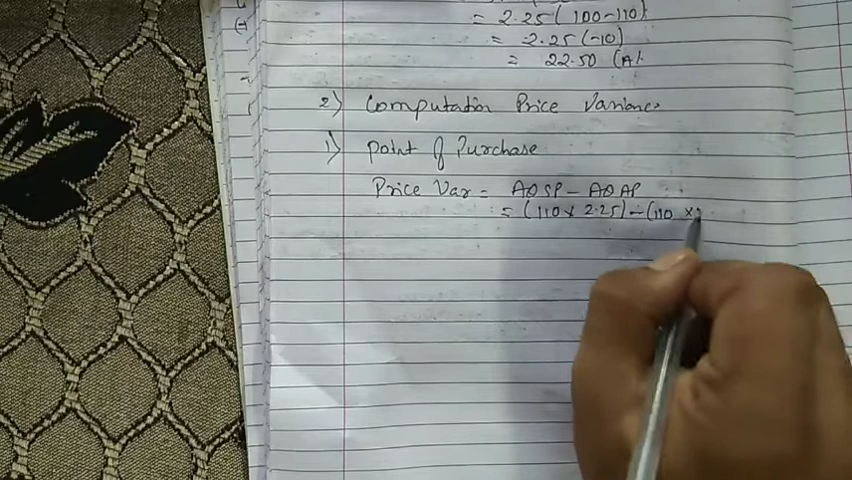 = 2.25 (100-110)
= 2.25 (-10)
= 22.50 (A)
2) Computation Price Variance
1) Point of Purchase
Price Var = AQSP - AQAP
= (110 x 2.25) - (110 x